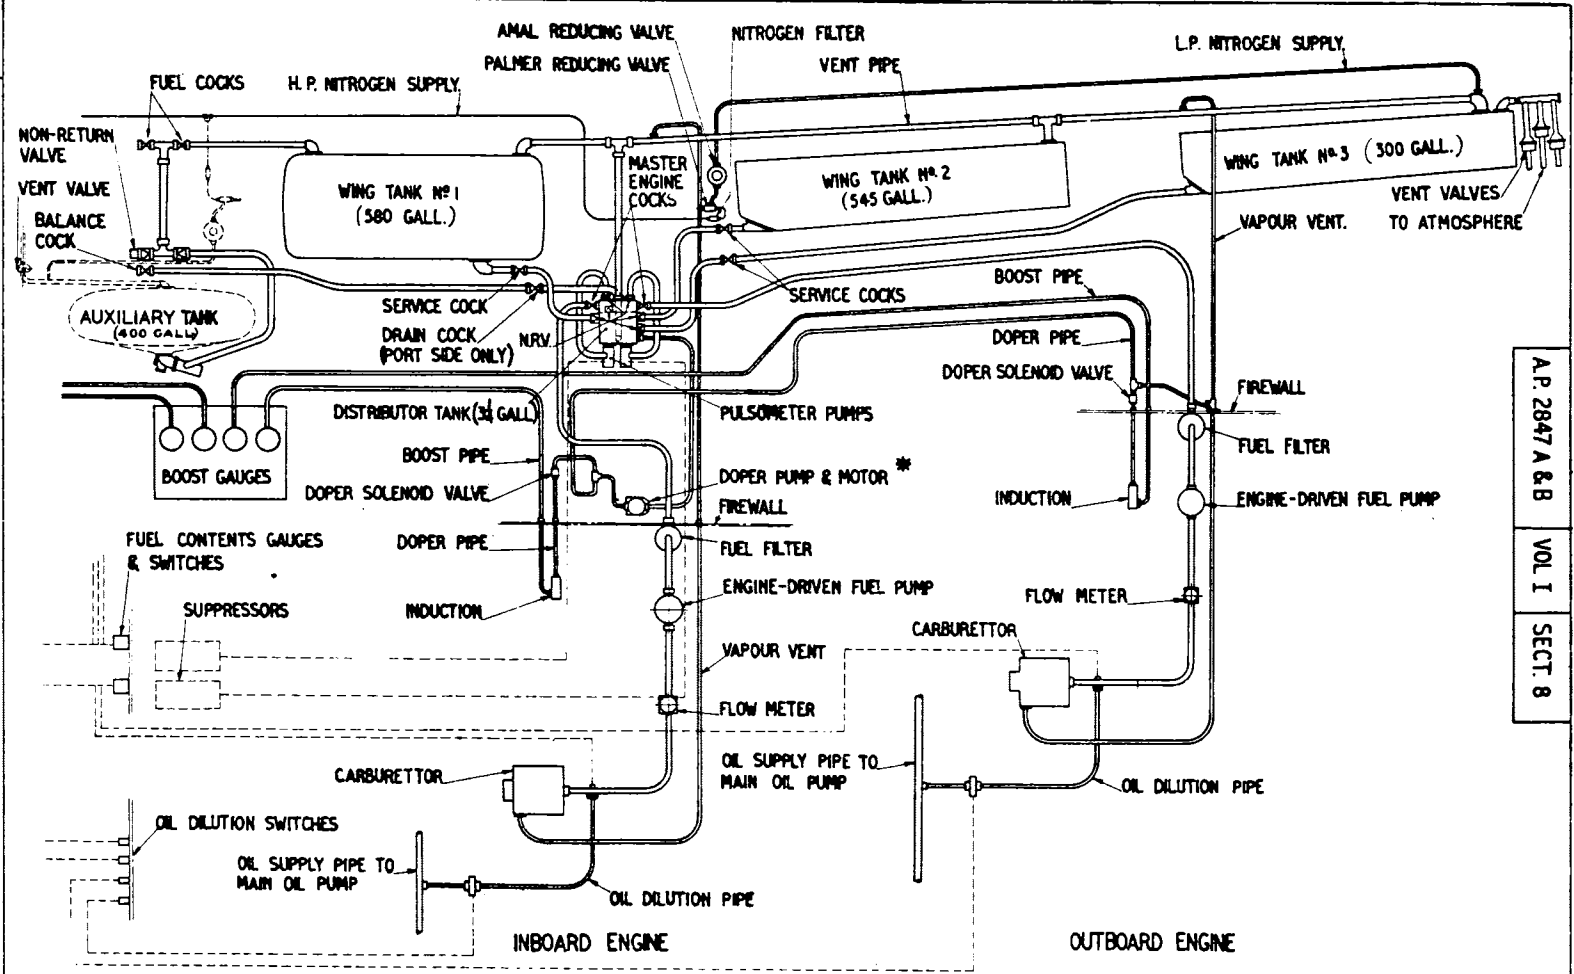 AMAL REDUCING VALVE
NITROGEN FILTER
L.P. NITROGEN SUPPLY
PALMER REDUCING VALVE
VENT PIPE
FUEL COCKS
H.P. NITROGEN SUPPLY
NON-RETURN
VALVE
MASTER
ENGINE
COCKS
WING TANK Nº 1
(580 GALL.)
WING TANK Nº 2
(545 GALL.)
WING TANK Nº 3 (300 GALL.)
VENT VALVE
VENT VALVES
TO ATMOSPHERE
BALANCE
COCK
VAPOUR VENT.
BOOST PIPE
SERVICE COCK
SERVICE COCKS
AUXILIARY TANK
(400 GALL)
DRAIN COCK
(PORT SIDE ONLY)
N.R.V.
DOPER PIPE
DOPER SOLENOID VALVE
FIREWALL
DISTRIBUTOR TANK (3¼ GALL)
PULSOMETER PUMPS
FUEL FILTER
BOOST PIPE
BOOST GAUGES
DOPER SOLENOID VALVE
DOPER PUMP & MOTOR *
INDUCTION
ENGINE-DRIVEN FUEL PUMP
FIREWALL
FUEL CONTENTS GAUGES
& SWITCHES
DOPER PIPE
FUEL FILTER
SUPPRESSORS
INDUCTION
ENGINE-DRIVEN FUEL PUMP
FLOW METER
CARBURETTOR
VAPOUR VENT
FLOW METER
CARBURETTOR
OIL SUPPLY PIPE TO
MAIN OIL PUMP
OIL DILUTION PIPE
OIL DILUTION SWITCHES
OIL SUPPLY PIPE TO
MAIN OIL PUMP
OIL DILUTION PIPE
INBOARD ENGINE
OUTBOARD ENGINE
A.P. 2847 A & B
VOL I
SECT. 8